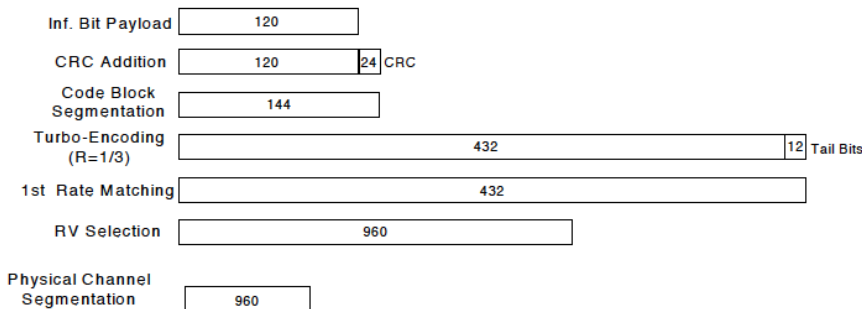 Inf. Bit Payload 120
CRC Addition 120 24 CRC
Code Block
Segmentation 144
Turbo-Encoding
(R=1/3) 432 12 Tail Bits
1st Rate Matching 432
RV Selection 960
Physical Channel
Segmentation 960